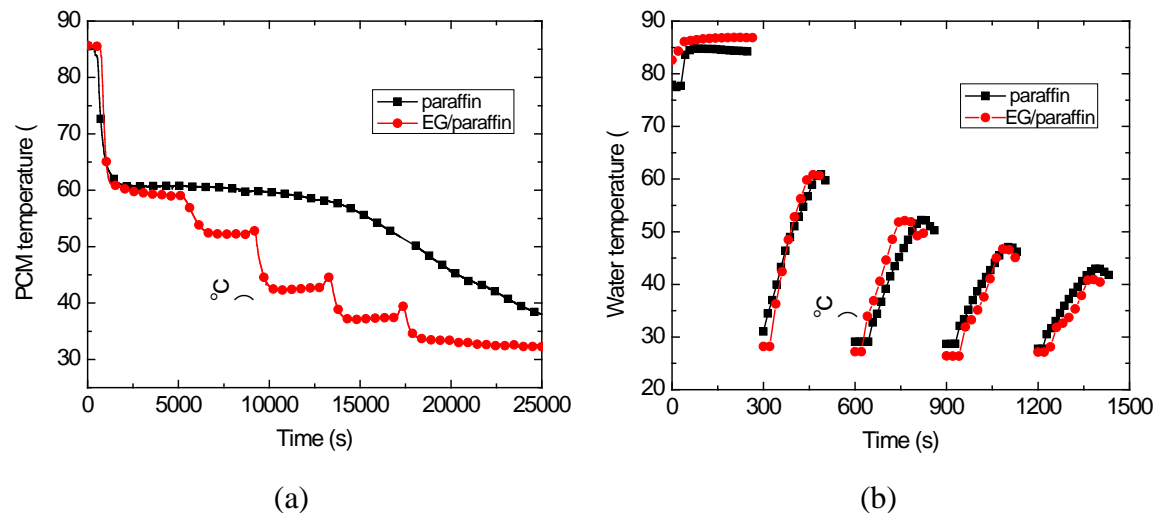 90
80
70
60
50
40
30
0 5000 10000 15000 20000 25000
PCM temperature (
°C
)
Time (s)
paraffin
EG/paraffin
(a)
90
80
70
60
50
40
30
20
0 300 600 900 1200 1500
Water temperature (
°C
)
Time (s)
paraffin
EG/paraffin
(b)